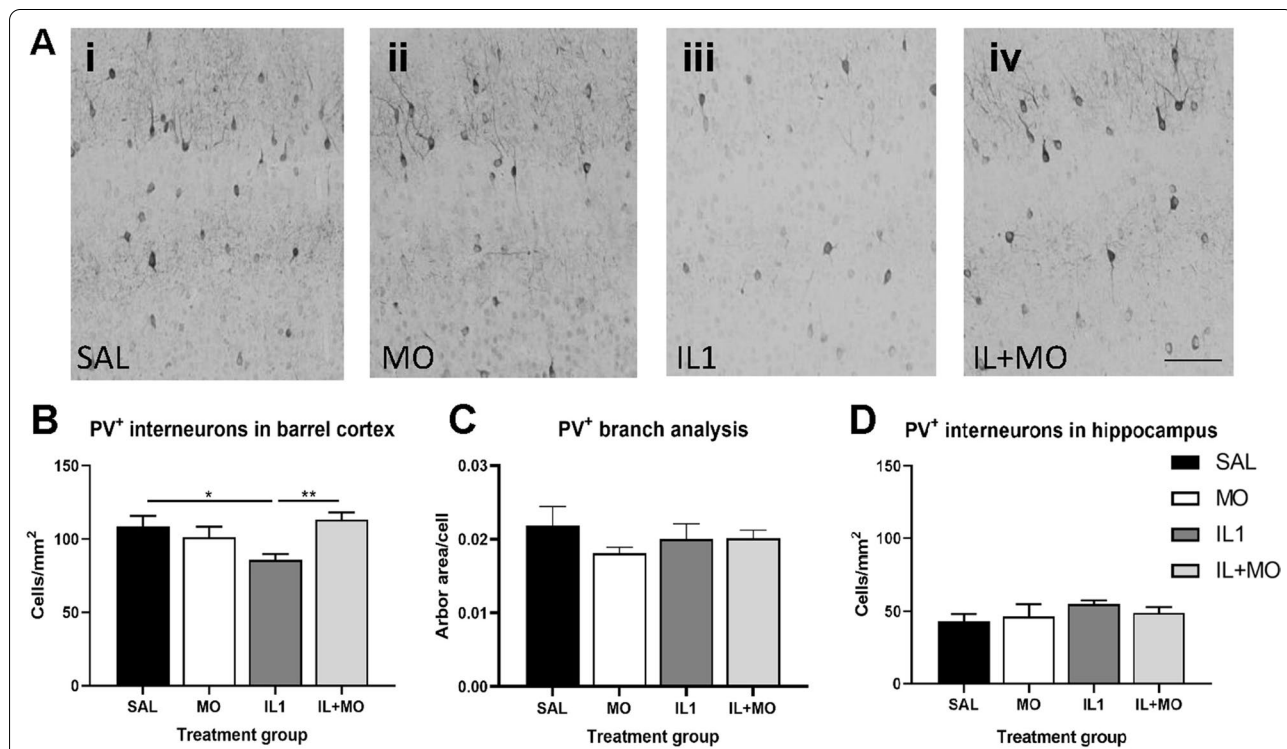 A
i
ii
iii
iv
SAL
MO
IL1
IL+MO
B
PV+ interneurons in barrel cortex
150
100
50
0
Cells/mm2
*
**
SAL MO IL1 IL+MO
Treatment group
C
PV+ branch analysis
0.03
0.02
0.01
0.00
Arbor area/cell
SAL MO IL1 IL+MO
Treatment group
D
PV+ interneurons in hippocampus
150
100
50
0
Cells/mm2
SAL MO IL1 IL+MO
Treatment group
SAL
MO
IL1
IL+MO